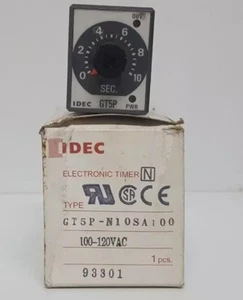 OUT
4 6
2 8
0 10
SEC.
IDEC GT5P PWR
IDEC
ELECTRONIC TIMER N
TYPE
GT5P-N10SA100
100-120VAC
1 pcs.
93301